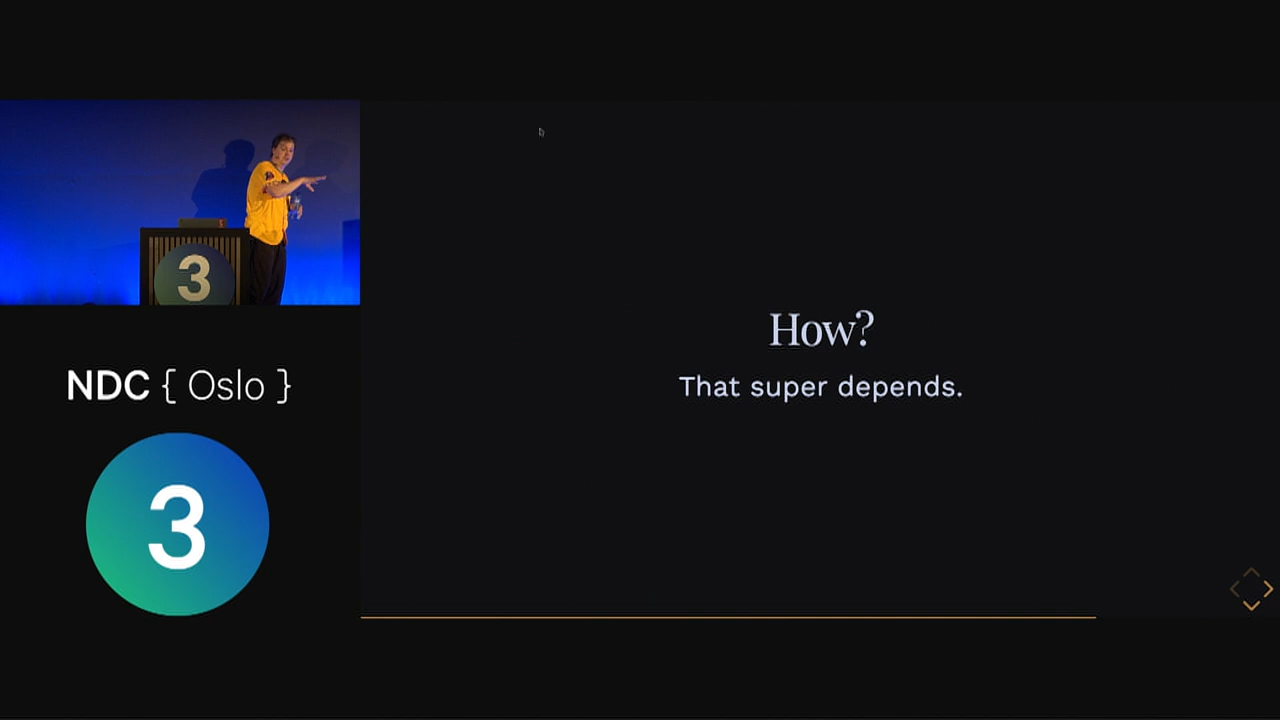 3
NDC { Oslo }
3
How?
That super depends.